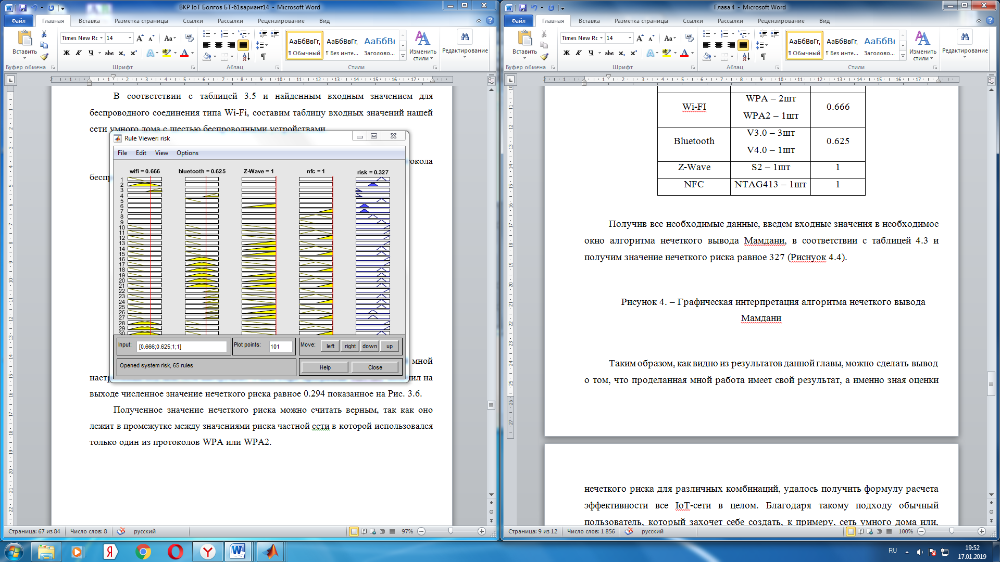 ВКР IoT Болгов БТ-61вариант14 - Microsoft Word
Файл Главная Вставка Разметка страницы Ссылки Рассылки Рецензирование Вид
Вставить
Times New Rc 14
АаБбВвГг, АаБбВвГг, АаБбВі
¶ Обычный ¶ Без инте... Заголово...
Изменить стили
Редактирование
Буфер обмена Шрифт Абзац Стили
В соответствии с таблицей 3.5 и найденным входным значением для
беспроводного соединения типа Wi-Fi, составим таблицу входных значений нашей
сети умного дома с шестью беспроводными устройствами
Rule Viewer: risk
File Edit View Options
wifi = 0.666 bluetooth = 0.625 Z-Wave = 1 nfc = 1 risk = 0.327
1
2
3
4
5
6
7
8
9
10
11
12
13
14
15
16
17
18
19
20
21
22
23
24
25
26
27
28
29
30
Input: [0.666;0.625;1;1] Plot points: 101 Move: left right down up
Opened system risk, 65 rules
Help Close
мной
выходе численное значение нечеткого риска равное 0.294 показанное на Рис. 3.6.
Полученное значение нечеткого риска можно считать верным, так как оно
лежит в промежутке между значениями риска частной сети в которой использовался
только один из протоколов WPA или WPA2.
Страница: 67 из 84 Число слов: 8 русский 97%
Глава 4 - Microsoft Word
Файл Главная Вставка Разметка страницы Ссылки Рассылки Рецензирование Вид
Вставить
Times New Rc 14
АаБбВвГг, АаБбВвГг, АаБбВі
¶ Обычный ¶ Без инте... Заголово...
Изменить стили
Редактирование
Буфер обмена Шрифт Абзац Стили
Wi-FI WPA – 2шт WPA2 – 1шт 0.666
Bluetooth V3.0 – 3шт V4.0 – 1шт 0.625
Z-Wave S2 – 1шт 1
NFC NTAG413 – 1шт 1
Получив все необходимые данные, введем входные значения в необходимое
окно алгоритма нечеткого вывода Мамдани, в соответствии с таблицей 4.3 и
получим значение нечеткого риска равное 327 (Риснуок 4.4).
Рисунок 4. – Графическая интерпретация алгоритма нечеткого вывода
Мамдани
Таким образом, как видно из результатов данной главы, можно сделать вывод
о том, что проделанная мной работа имеет свой результат, а именно зная оценки
нечеткого риска для различных комбинаций, удалось получить формулу расчета
эффективности все IoT-сети в целом. Благодаря такому подходу обычный
пользователь, который захочет себе создать, к примеру, сеть умного дома или,
Страница: 9 из 12 Число слов: 1 856 русский 100%
RU 19:52
17.01.2019